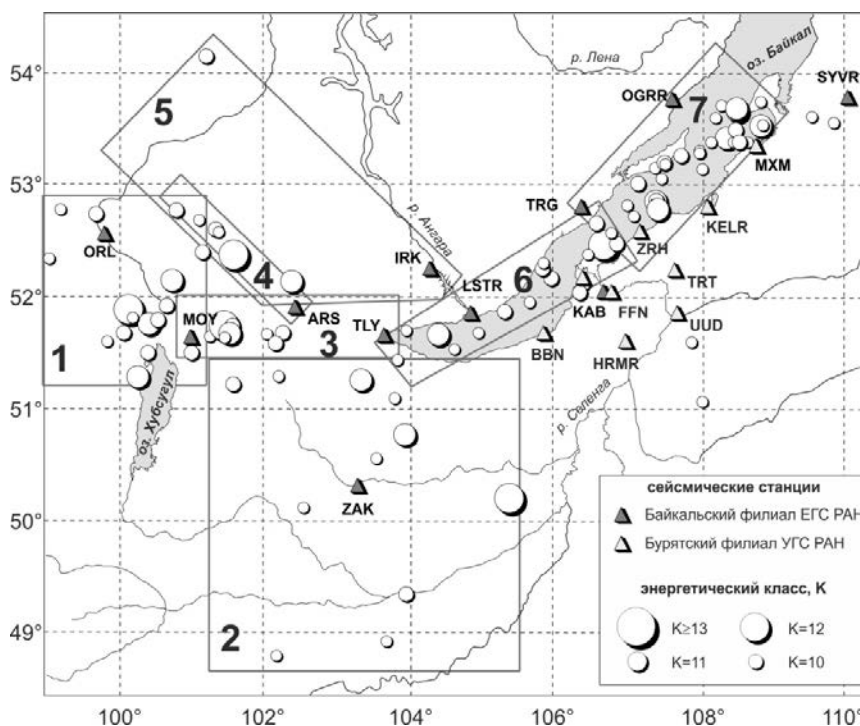 54°
53°
52°
51°
50°
49°
100°
102°
104°
106°
108°
110°
5
7
4
6
1
3
2
р. Лена
оз. Байкал
SYVR
OGRR
MXM
TRG
KELR
ORL
р. Ангара
IRK
ZRH
LSTR
TRT
MOY
ARS
TLY
KAB
FFN
UUD
BBN
HRMR
р. Селенга
оз. Хубсугул
ZAK
сейсмические станции
Байкальский филиал ЕГС РАН
Бурятский филиал УГС РАН
энергетический класс, K
K≥13
K=12
K=11
K=10